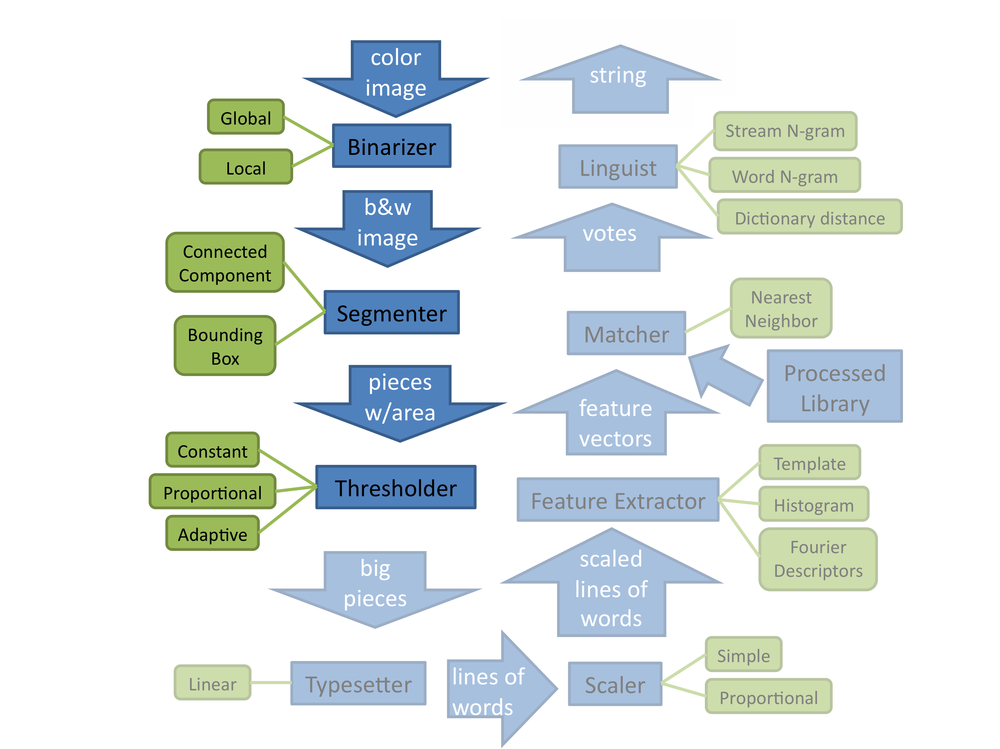 color
image
Global
Local
Binarizer
b&w
image
Connected
Component
Bounding
Box
Segmenter
pieces
w/area
Constant
Proportional
Adaptive
Thresholder
big
pieces
Linear
Typesetter
lines of
words
Scaler
Simple
Proportional
scaled
lines of
words
Feature Extractor
Template
Histogram
Fourier
Descriptors
feature
vectors
Processed
Library
Matcher
Nearest
Neighbor
votes
Linguist
Stream N-gram
Word N-gram
Dictionary distance
string